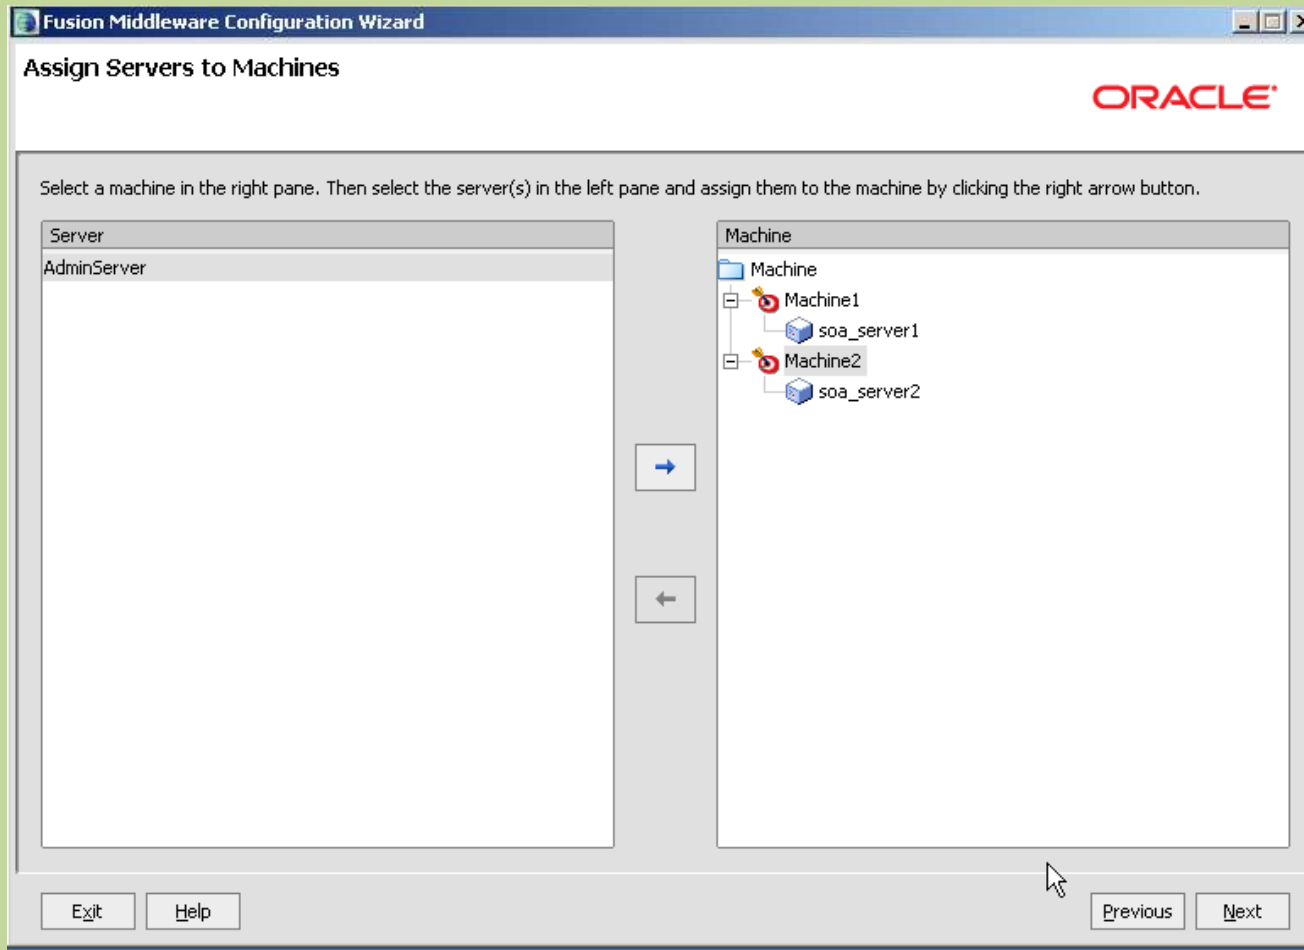 Fusion Middleware Configuration Wizard
Assign Servers to Machines
ORACLE
Select a machine in the right pane. Then select the server(s) in the left pane and assign them to the machine by clicking the right arrow button.
Server
AdminServer
Machine
Machine
Machine1
soa_server1
Machine2
soa_server2
Exit Help Previous Next